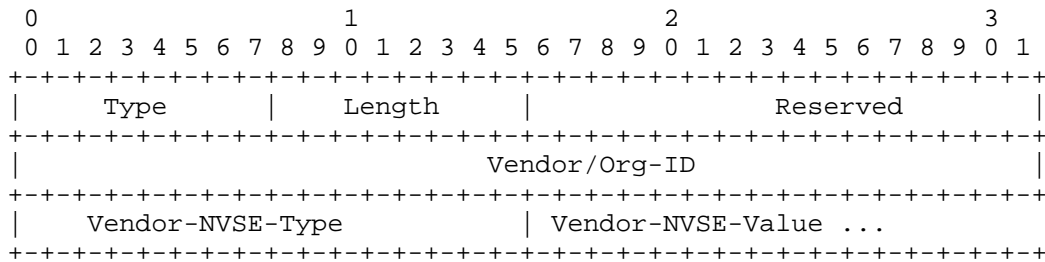 0                   1                   2                   3
 0 1 2 3 4 5 6 7 8 9 0 1 2 3 4 5 6 7 8 9 0 1 2 3 4 5 6 7 8 9 0 1
+-+-+-+-+-+-+-+-+-+-+-+-+-+-+-+-+-+-+-+-+-+-+-+-+-+-+-+-+-+-+-+-+
|     Type      |    Length     |               Reserved        |
+-+-+-+-+-+-+-+-+-+-+-+-+-+-+-+-+-+-+-+-+-+-+-+-+-+-+-+-+-+-+-+-+
|                             Vendor/Org-ID                     |
+-+-+-+-+-+-+-+-+-+-+-+-+-+-+-+-+-+-+-+-+-+-+-+-+-+-+-+-+-+-+-+-+
|    Vendor-NVSE-Type           | Vendor-NVSE-Value ...
+-+-+-+-+-+-+-+-+-+-+-+-+-+-+-+-+-+-+-+-+-+-+-+-+-+-+-+-+-+-+-+-+